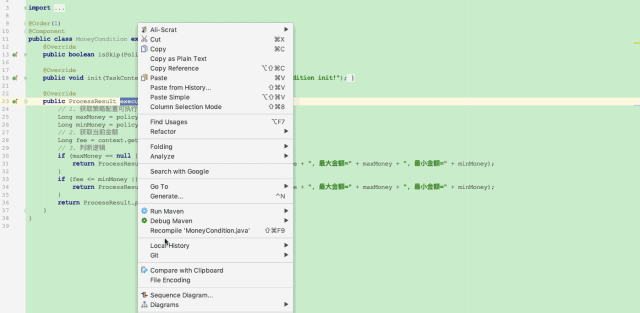 import ...
@Order(1)
@Component
public class MoneyCondition ex
@Override
public boolean isSkip(Poli
@Override
public void init(TaskConte
dition init!"); }
@Override
public ProcessResult execu
// 1. 获取策略配置可执行
Long maxMoney = policy
Long minMoney = policy
// 2. 获取当前金额
Long fee = context.get
// 3. 判断逻辑
if (maxMoney == null |
return ProcessResu
e + ", 最大金额=" + maxMoney + ", 最小金额=" + minMoney);
}
if (fee <= minMoney ||
return ProcessResu
e + ", 最大金额=" + maxMoney + ", 最小金额=" + minMoney);
}
return ProcessResult.p
}
}
Ali-Scrat
Cut ⌘X
Copy ⌘C
Copy as Plain Text
Copy Reference ⌥⇧⌘C
Paste ⌘V
Paste from History... ⇧⌘V
Paste Simple ⌥⇧⌘V
Column Selection Mode ⇧⌘8
Find Usages ⌥F7
Refactor
Folding
Analyze
Search with Google
Go To
Generate... ^N
Run Maven
Debug Maven
Recompile 'MoneyCondition.java' ⇧⌘F9
Local History
Git
Compare with Clipboard
File Encoding
Sequence Diagram...
Diagrams